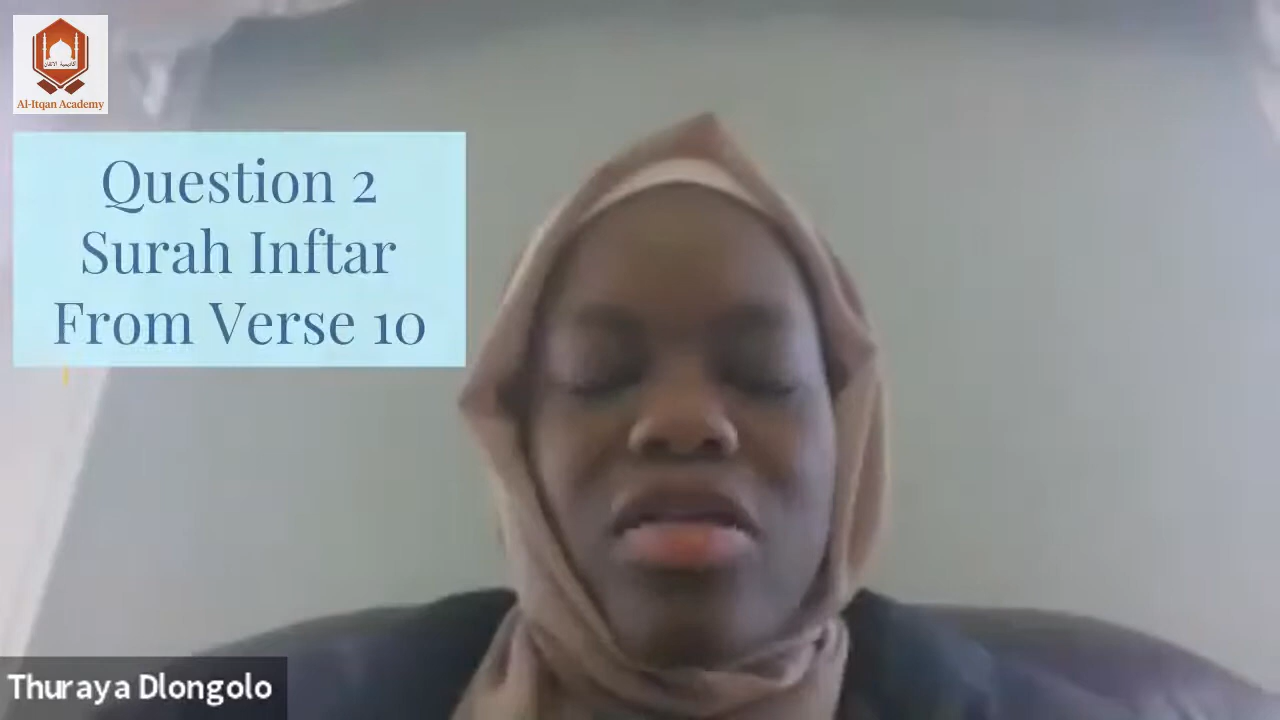 Al-Itqan Academy
Question 2
Surah Inftar
From Verse 10
Thuraya Dlongolo